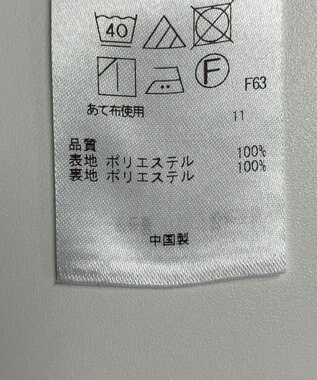 40
F F63
あて布使用 11
品質
表地 ポリエステル 100%
裏地 ポリエステル 100%
中国製